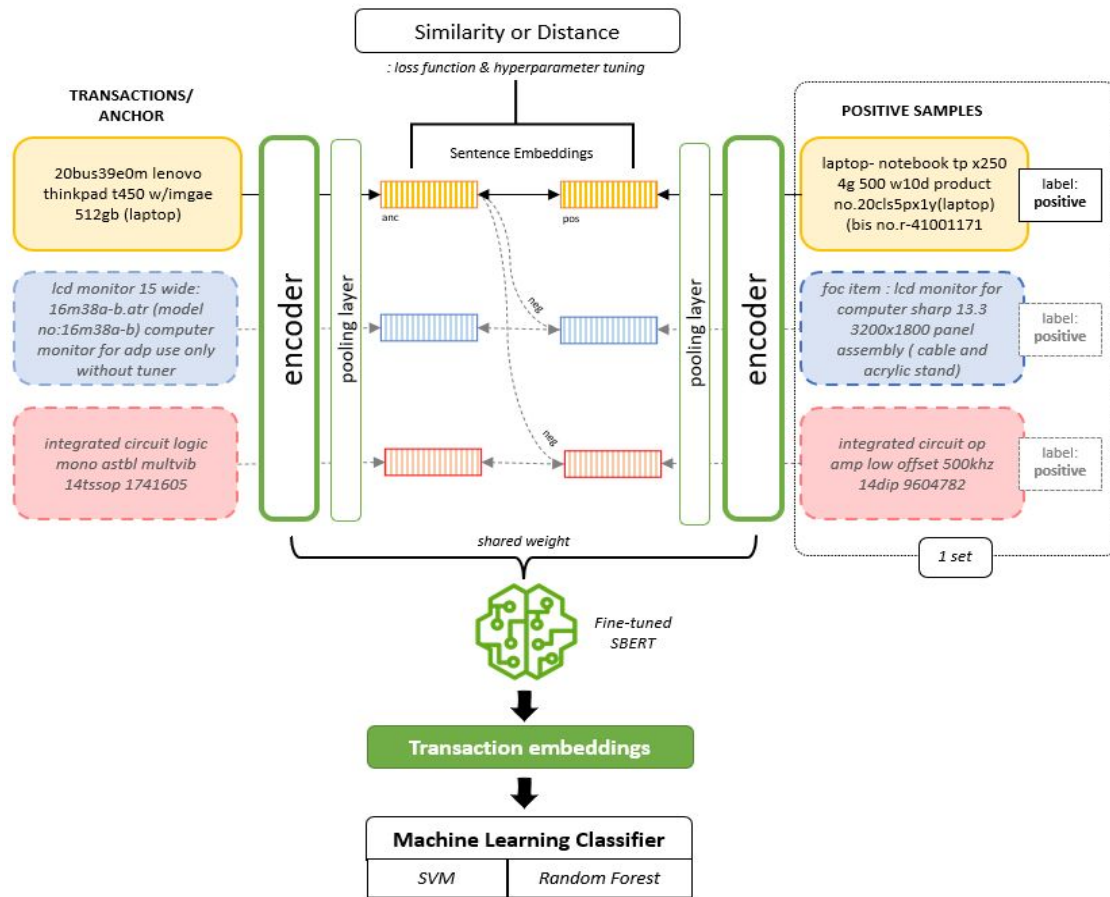 Similarity or Distance
: loss function & hyperparameter tuning
TRANSACTIONS/
ANCHOR
POSITIVE SAMPLES
20bus39e0m lenovo
thinkpad t450 w/imgae
512gb (laptop)
encoder
pooling layer
Sentence Embeddings
anc
pos
pooling layer
encoder
laptop- notebook tp x250
4g 500 w10d product
no.20cls5px1y(laptop)
(bis no.r-41001171
label:
positive
lcd monitor 15 wide:
16m38a-b.atr (model
no:16m38a-b) computer
monitor for adp use only
without tuner
neg
foc item : lcd monitor for
computer sharp 13.3
3200x1800 panel
assembly ( cable and
acrylic stand)
label:
positive
integrated circuit logic
mono astbl multvib
14tssop 1741605
neg
integrated circuit op
amp low offset 500khz
14dip 9604782
label:
positive
shared weight
1 set
Fine-tuned
SBERT
Transaction embeddings
Machine Learning Classifier
SVM
Random Forest